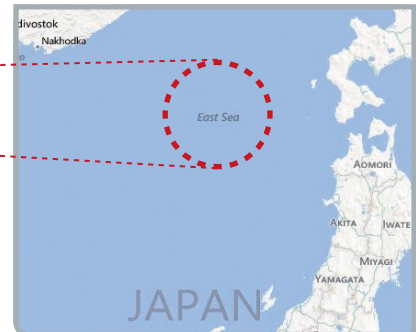 divostok
Nakhodka
East Sea
AOMORI
AKITA
IWATE
MIYAGI
YAMAGATA
JAPAN